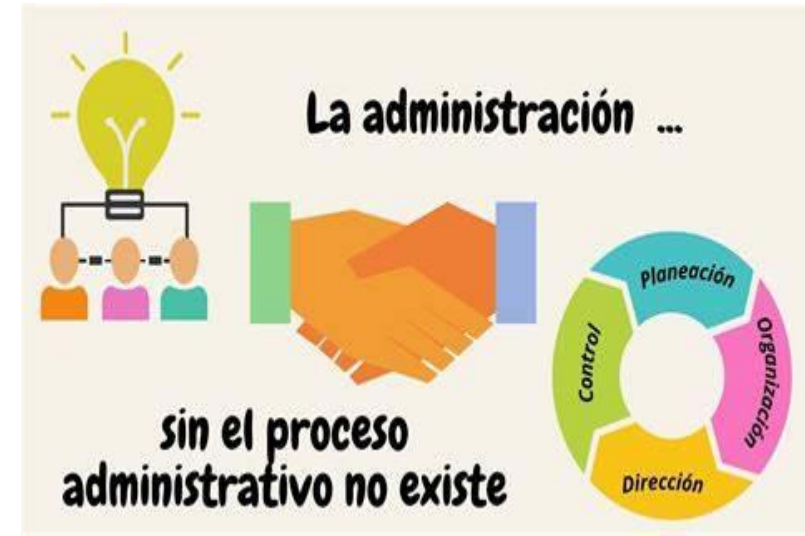 La administración ...
Planeación
Organización
Dirección
Control
sin el proceso
administrativo no existe